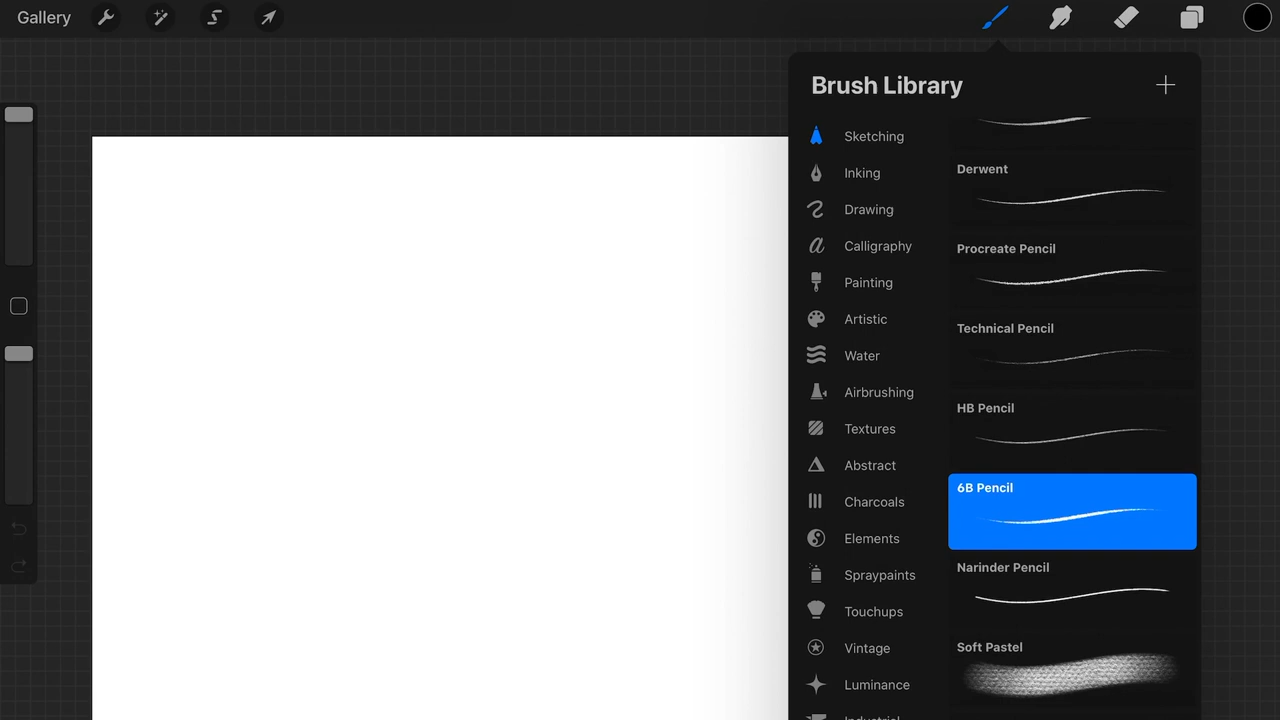 Gallery
Brush Library
Sketching
Inking
Drawing
Calligraphy
Painting
Artistic
Water
Airbrushing
Textures
Abstract
Charcoals
Elements
Spraypaints
Touchups
Vintage
Luminance
Industrial
Derwent
Procreate Pencil
Technical Pencil
HB Pencil
6B Pencil
Narinder Pencil
Soft Pastel